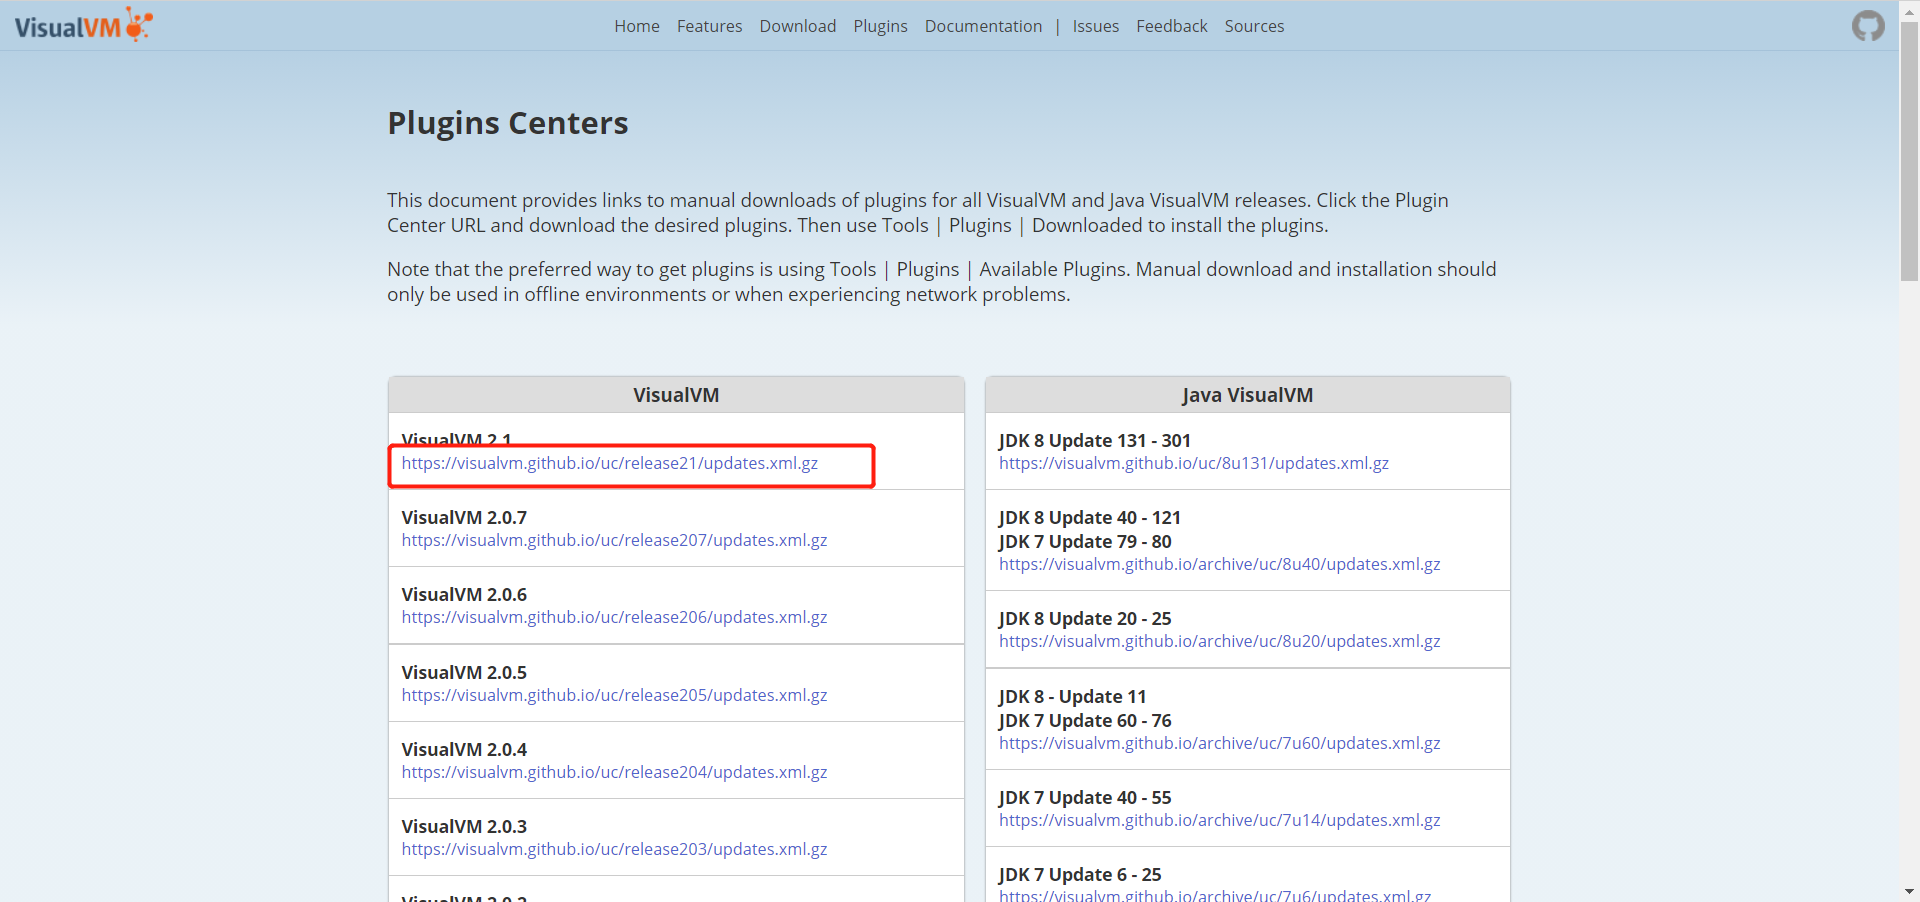 VisualVM
Home Features Download Plugins Documentation | Issues Feedback Sources
Plugins Centers
This document provides links to manual downloads of plugins for all VisualVM and Java VisualVM releases. Click the Plugin
Center URL and download the desired plugins. Then use Tools | Plugins | Downloaded to install the plugins.
Note that the preferred way to get plugins is using Tools | Plugins | Available Plugins. Manual download and installation should
only be used in offline environments or when experiencing network problems.
VisualVM
VisualVM 2.1
https://visualvm.github.io/uc/release21/updates.xml.gz
VisualVM 2.0.7
https://visualvm.github.io/uc/release207/updates.xml.gz
VisualVM 2.0.6
https://visualvm.github.io/uc/release206/updates.xml.gz
VisualVM 2.0.5
https://visualvm.github.io/uc/release205/updates.xml.gz
VisualVM 2.0.4
https://visualvm.github.io/uc/release204/updates.xml.gz
VisualVM 2.0.3
https://visualvm.github.io/uc/release203/updates.xml.gz
VisualVM 2.0.2
Java VisualVM
JDK 8 Update 131 - 301
https://visualvm.github.io/uc/8u131/updates.xml.gz
JDK 8 Update 40 - 121
JDK 7 Update 79 - 80
https://visualvm.github.io/archive/uc/8u40/updates.xml.gz
JDK 8 Update 20 - 25
https://visualvm.github.io/archive/uc/8u20/updates.xml.gz
JDK 8 - Update 11
JDK 7 Update 60 - 76
https://visualvm.github.io/archive/uc/7u60/updates.xml.gz
JDK 7 Update 40 - 55
https://visualvm.github.io/archive/uc/7u14/updates.xml.gz
JDK 7 Update 6 - 25
https://visualvm.github.io/archive/uc/7u6/updates.xml.gz